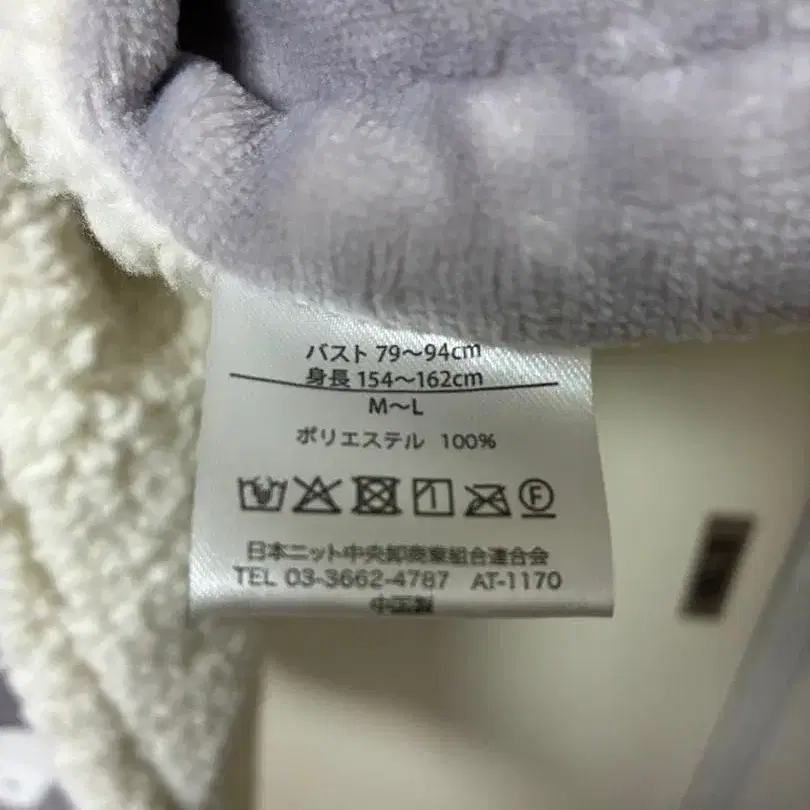 バスト 79〜94cm
身長 154〜162cm
M〜L
ポリエステル 100%
F
日本ニット中央卸商業組合連合会
TEL 03-3662-4787 AT-1170
中国製